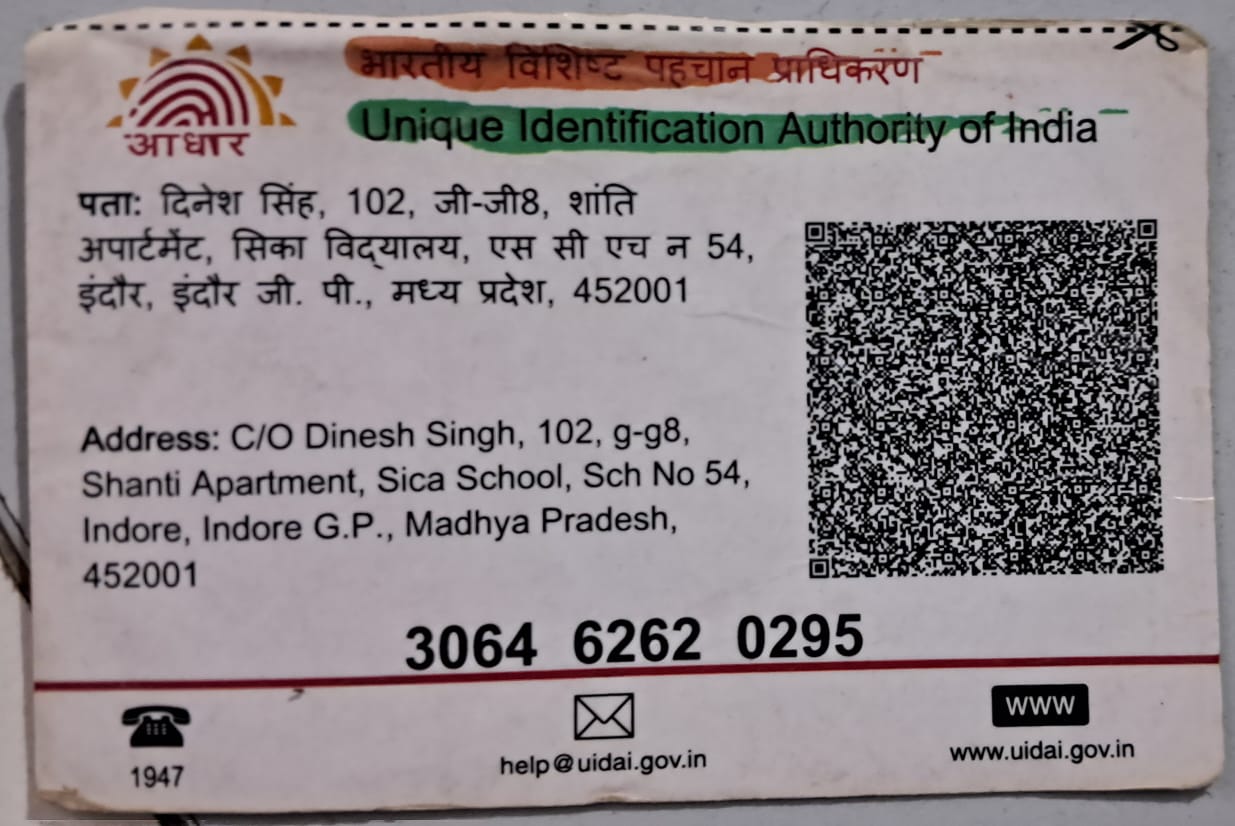 आधार
भारतीय विशिष्ट पहचान प्राधिकरण
Unique Identification Authority of India
पता: दिनेश सिंह, 102, जी-जी8, शांति
अपार्टमेंट, सिका विद्यालय, एस सी एच न 54,
इंदौर, इंदौर जी. पी., मध्य प्रदेश, 452001
Address: C/O Dinesh Singh, 102, g-g8,
Shanti Apartment, Sica School, Sch No 54,
Indore, Indore G.P., Madhya Pradesh,
452001
3064 6262 0295
1947
help@uidai.gov.in
WWW
www.uidai.gov.in